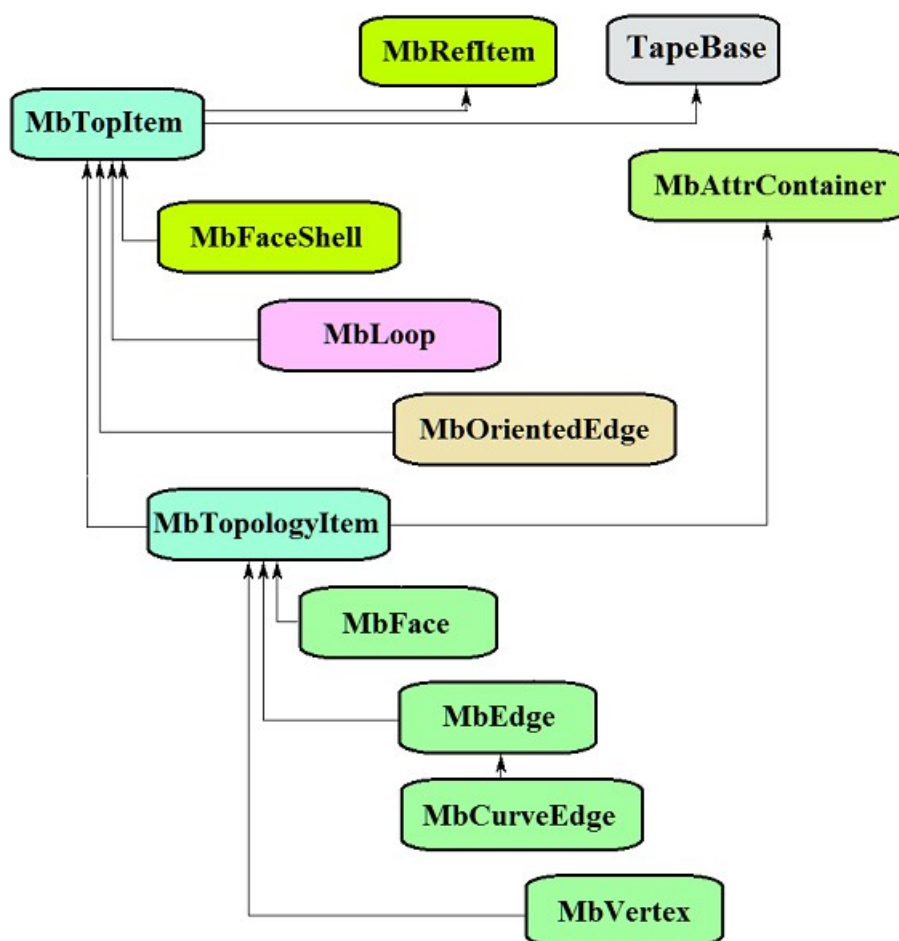 MbRefItem
TapeBase
MbTopItem
MbAttrContainer
MbFaceShell
MbLoop
MbOrientedEdge
MbTopologyItem
MbFace
MbEdge
MbCurveEdge
MbVertex